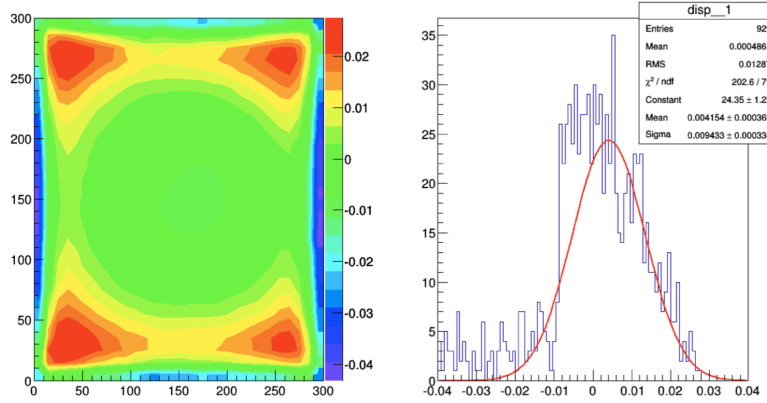 disp__1
Entries 92
Mean 0.000486
RMS 0.0128
χ² / ndf 202.6 / 7
Constant 24.35 ± 1.2
Mean 0.004154 ± 0.00036
Sigma 0.009433 ± 0.00033
300
250
200
150
100
50
0
0 50 100 150 200 250 300
0.02
0.01
0
-0.01
-0.02
-0.03
-0.04
35
30
25
20
15
10
5
0
-0.04 -0.03 -0.02 -0.01 0 0.01 0.02 0.03 0.04